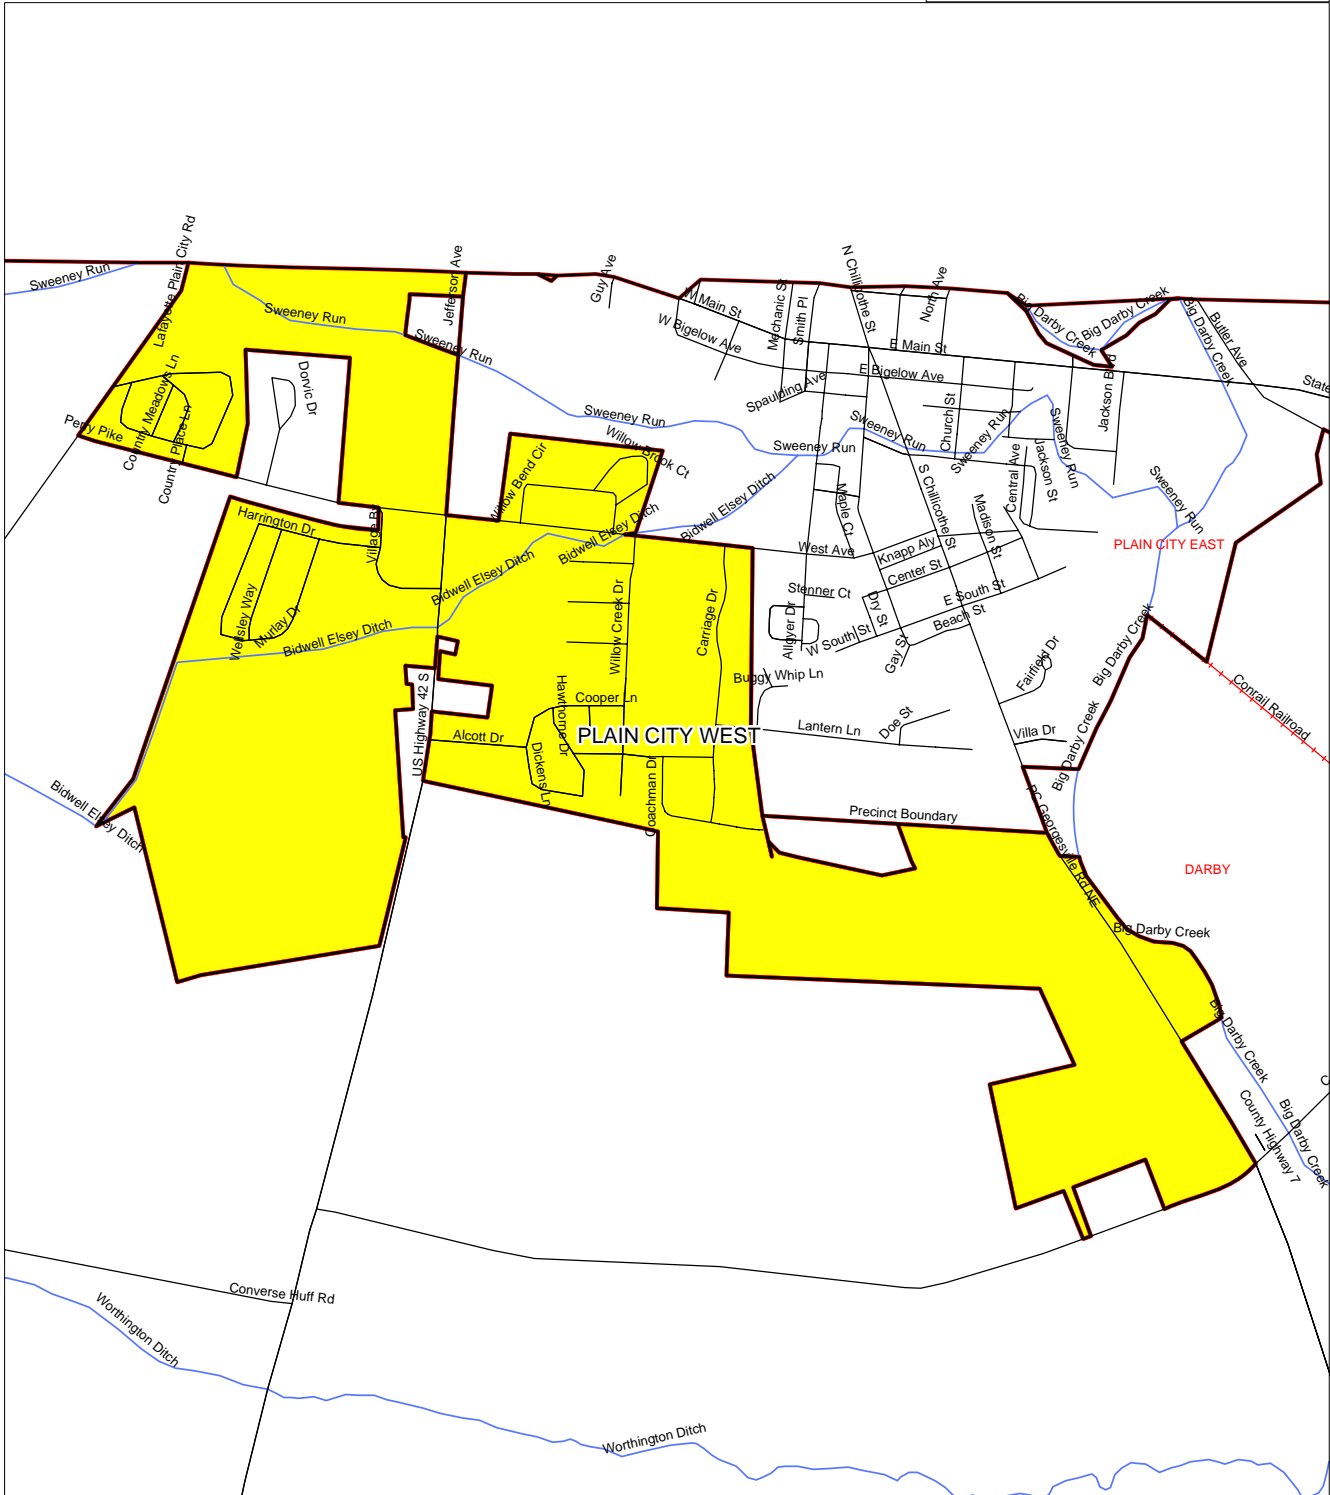 Lafayette Plain City Rd
Jefferson Ave
Guy Ave
N Chillicothe St
North Ave
Sweeney Run
Mechanic St
Smith Pl
W Main St
Big Darby Creek
Big Darby Creek
Big Darby Creek
Butler Ave
Sweeney Run
W Bigelow Ave
E Main St
Sweeney Run
E Bigelow Ave
State
Dorvic Dr
Spaulding Ave
Jackson Blvd
Country Meadows Ln
Perry Pike
Country Place Ln
Sweeney Run
Sweeney Run
Sweeney Run
Church St
Sweeney Run
Sweeney Run
Willow Brook Ct
Willow Bend Cir
Jackson St
Central Ave
Sweeney Run
Harrington Dr
Village Bv
Bidwell Elsey Ditch
Bidwell Elsey Ditch
Maple Ct
S Chillicothe St
Madison St
West Ave
Knapp Aly
PLAIN CITY EAST
Bidwell Elsey Ditch
Center St
Stenner Ct
E South St
Wellsley Way
Murlay Dr
Bidwell Elsey Ditch
Willow Creek Dr
Carriage Dr
Allgyer Dr
Dry St
W South St
Gay St
Beach St
Big Darby Creek
Buggy Whip Ln
Fairfield Dr
Conrail Railroad
US Highway 42 S
Hawthorne Dr
Cooper Ln
Alcott Dr
PLAIN CITY WEST
Lantern Ln
Doe St
Villa Dr
Big Darby Creek
Dickens Ln
Coachman Dr
Bidwell Elsey Ditch
Precinct Boundary
PC Georgesville Rd NE
DARBY
Big Darby Creek
Big Darby Creek
County Highway 7
Big Darby Creek
C
Converse Huff Rd
Worthington Ditch
Worthington Ditch